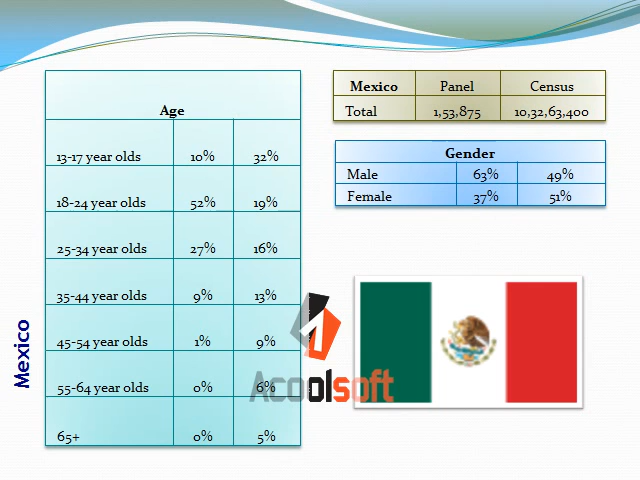 Age
13-17 year olds 10% 32%
18-24 year olds 52% 19%
25-34 year olds 27% 16%
35-44 year olds 9% 13%
45-54 year olds 1% 9%
55-64 year olds 0% 6%
65+ 0% 5%
Mexico Panel Census
Total 1,53,875 10,32,63,400
Gender
Male 63% 49%
Female 37% 51%
Mexico
Acoolsoft